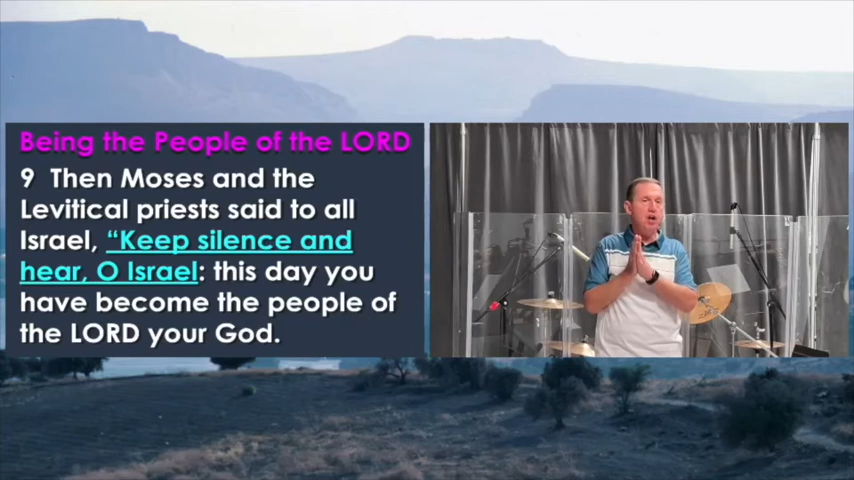 Being the People of the LORD
9 Then Moses and the
Levitical priests said to all
Israel, “Keep silence and
hear, O Israel: this day you
have become the people of
the LORD your God.